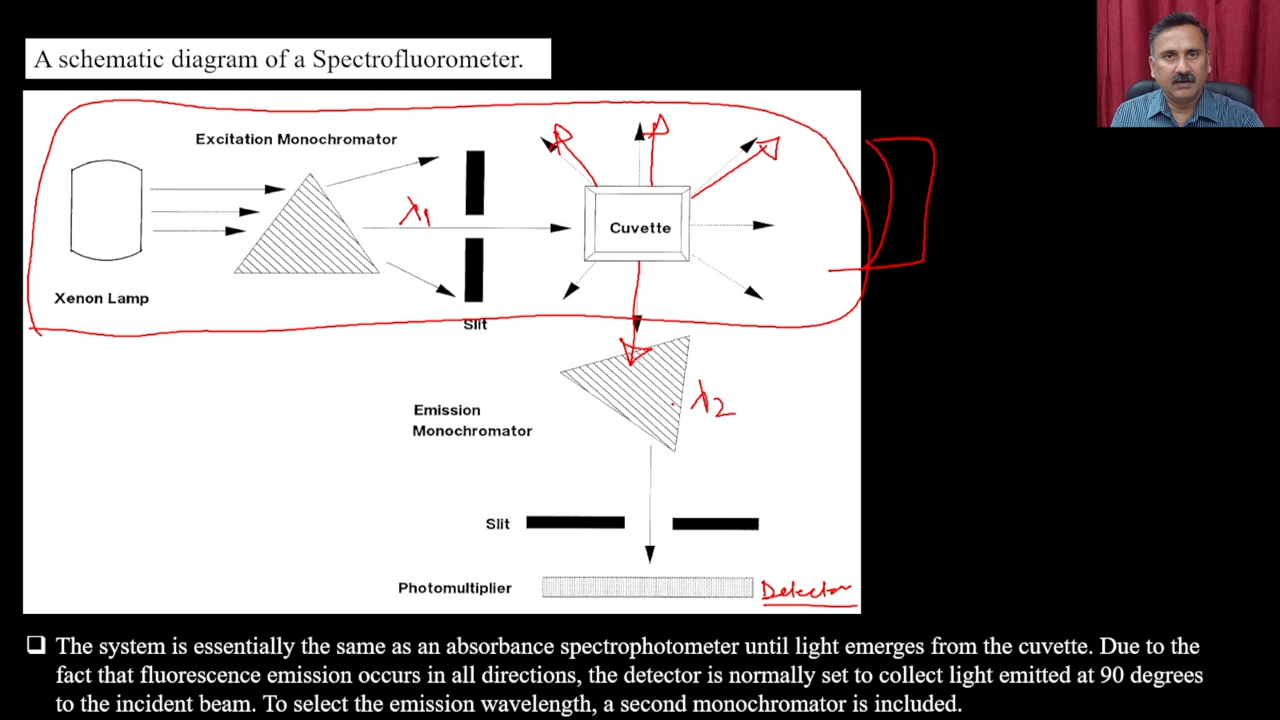 A schematic diagram of a Spectrofluorometer.
Excitation Monochromator
λ1
Cuvette
Xenon Lamp
Slit
λ2
Emission
Monochromator
Slit
Photomultiplier
Detector
❑ The system is essentially the same as an absorbance spectrophotometer until light emerges from the cuvette. Due to the
fact that fluorescence emission occurs in all directions, the detector is normally set to collect light emitted at 90 degrees
to the incident beam. To select the emission wavelength, a second monochromator is included.